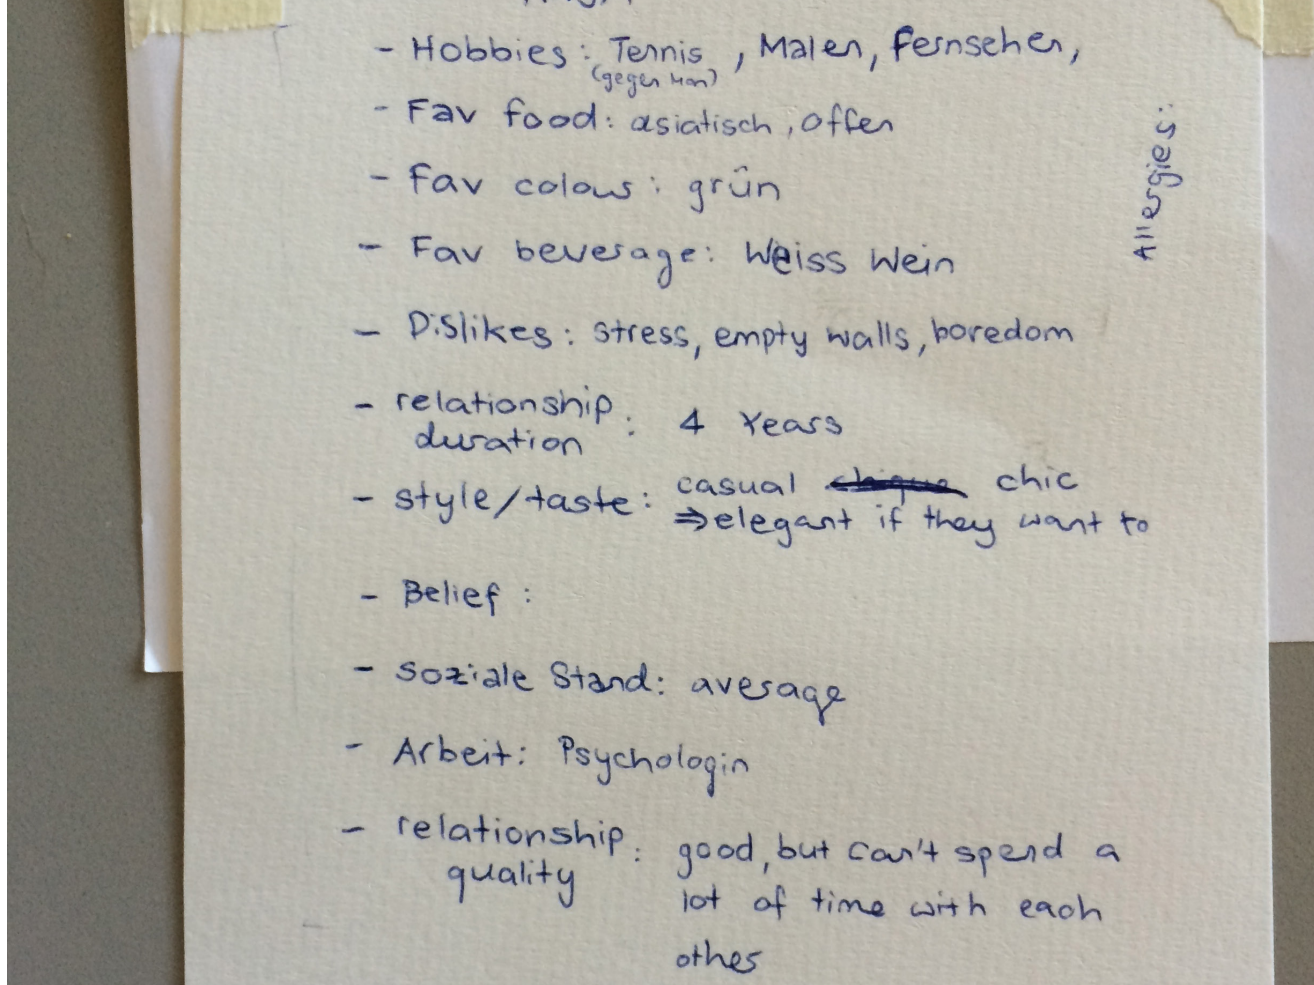 - Hobbies: Tennis, Malen, Fernsehen,
(gegen
- Fav food: asiatisch, offen
- Fav colour: grün
- Fav beverage: Weiss Wein
- Dislikes: stress, empty walls, boredom
- relationship duration: 4 Years
- style/taste: casual chic
⇒ elegant if they want to
- Belief:
- Soziale Stand: average
- Arbeit: Psychologin
- relationship quality: good, but can't spend a
lot of time with each
other
Allergies: